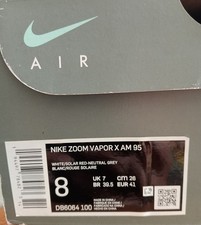 AIR
NIKE ZOOM VAPOR X AM 95
WHITE/SOLAR RED-NEUTRAL GREY
BLANC/ROUGE SOLAIRE
8
UK 7 CM 26
BR 39.5 EUR 41
DB6064 100